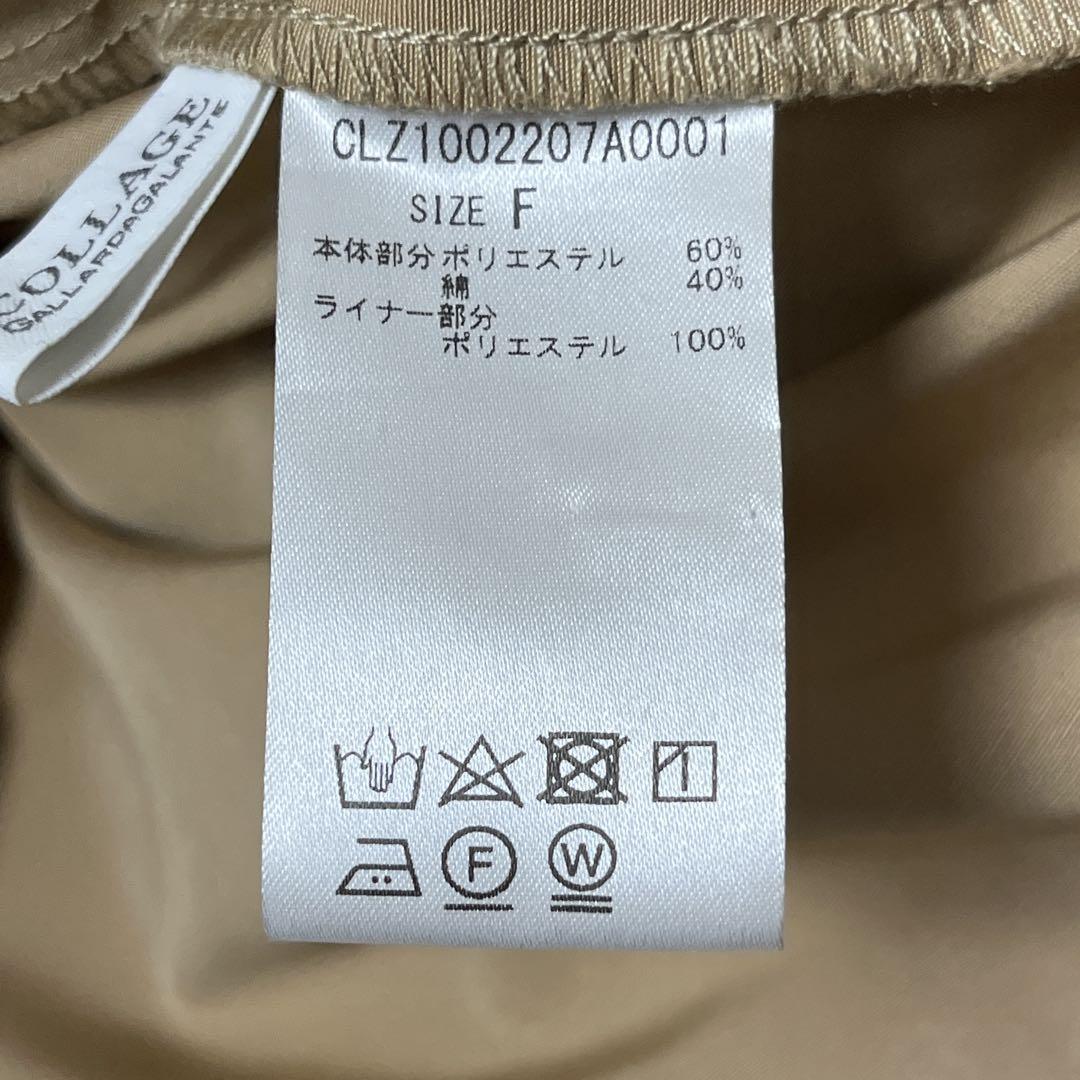 COLLAGE
GALLARDAGALANTE
CLZ1002207A0001
SIZE F
本体部分 ポリエステル 60%
綿 40%
ライナー部分
ポリエステル 100%
F W